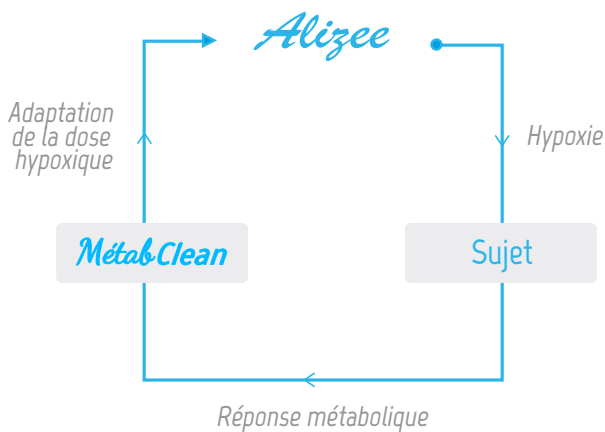 Alizee
Adaptation
de la dose
hypoxique
Hypoxie
MétabClean
Sujet
Réponse métabolique